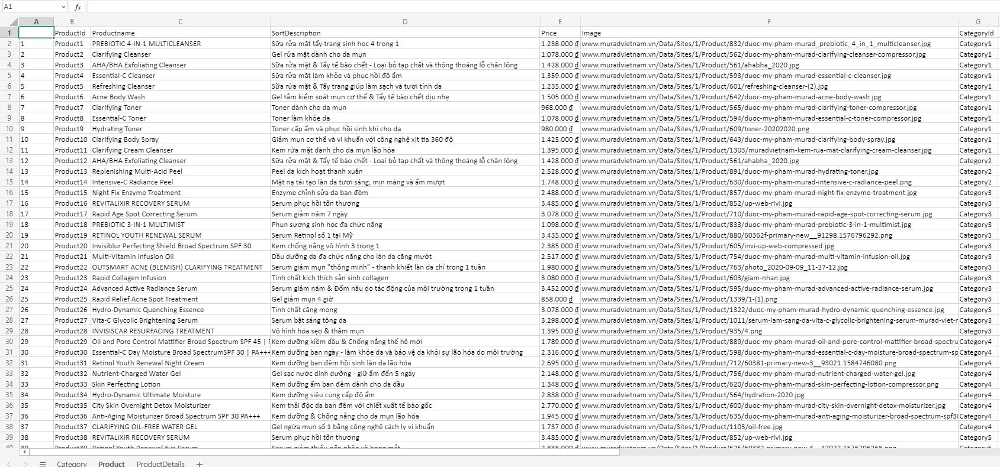 A1 fx
A B C D E F G
1 ProductId Productname SortDescription Price Image CategoryId
2 1 Product1 PREBIOTIC 4-IN-1 MULTICLEANSER Sữa rửa mặt tẩy trang sinh học 4 trong 1 1.238.000 ₫ www.muradvietnam.vn/Data/Sites/1/Product/832/duoc-my-pham-murad_prebiotic_4_in_1_multicleanser.jpg Category1
3 2 Product2 Clarifying Cleanser Gel rửa mặt dành cho da mụn 1.078.000 ₫ www.muradvietnam.vn/Data/Sites/1/Product/562/duoc-my-pham-murad-clarifying-cleanser-compressor.jpg Category1
4 3 Product3 AHA/BHA Exfoliating Cleanser Sữa rửa mặt & Tẩy tế bào chết - Loại bỏ tạp chất và thông thoáng lỗ chân lông 1.428.000 ₫ www.muradvietnam.vn/Data/Sites/1/Product/561/ahabha_2020.jpg Category1
5 4 Product4 Essential-C Cleanser Sữa rửa mặt làm khỏe và phục hồi độ ẩm 1.359.000 ₫ www.muradvietnam.vn/Data/Sites/1/Product/593/duoc-my-pham-murad-essential-c-cleanser.jpg Category1
6 5 Product5 Refreshing Cleanser Sữa rửa mặt & Tẩy trang giúp làm sạch và tươi tỉnh da 1.235.000 ₫ www.muradvietnam.vn/Data/Sites/1/Product/601/refreshing-cleanser-(2).jpg Category1
7 6 Product6 Acne Body Wash Gel tắm kiểm soát mụn cơ thể & Tẩy tế bào chết dịu nhẹ 1.505.000 ₫ www.muradvietnam.vn/Data/Sites/1/Product/642/duoc-my-pham-murad-acne-body-wash.jpg Category1
8 7 Product7 Clarifying Toner Toner dành cho da mụn 968.000 ₫ www.muradvietnam.vn/Data/Sites/1/Product/565/duoc-my-pham-murad-clarifying-toner-compressor.jpg Category1
9 8 Product8 Essential-C Toner Toner làm khỏe da 1.078.000 ₫ www.muradvietnam.vn/Data/Sites/1/Product/594/duoc-my-pham-murad-essential-c-toner-compressor.jpg Category1
10 9 Product9 Hydrating Toner Toner cấp ẩm và phục hồi sinh khí cho da 980.000 ₫ www.muradvietnam.vn/Data/Sites/1/Product/609/toner-20202020.png Category1
11 10 Product10 Clarifying Body Spray Giảm mụn cơ thể và vi khuẩn với công nghệ xịt tia 360 độ 1.425.000 ₫ www.muradvietnam.vn/Data/Sites/1/Product/643/duoc-my-pham-murad-clarifying-body-spray.jpg Category1
12 11 Product11 Clarifying Cream Cleanser Kem rửa mặt dành cho da mụn lão hóa 1.395.000 ₫ www.muradvietnam.vn/Data/Sites/1/Product/1303/muradvietnam-kem-rua-mat-clarifying-cream-cleanser.jpg Category1
13 12 Product12 AHA/BHA Exfoliating Cleanser Sữa rửa mặt & Tẩy tế bào chết - Loại bỏ tạp chất và thông thoáng lỗ chân lông 1.428.000 ₫ www.muradvietnam.vn/Data/Sites/1/Product/561/ahabha_2020.jpg Category2
14 13 Product13 Replenishing Multi-Acid Peel Peel da kích hoạt thanh xuân 2.528.000 ₫ www.muradvietnam.vn/Data/Sites/1/Product/891/duoc-my-pham-murad-hydrating-toner.jpg Category2
15 14 Product14 Intensive-C Radiance Peel Mặt nạ tái tạo làn da tươi sáng, mịn màng và ẩm mượt 1.748.000 ₫ www.muradvietnam.vn/Data/Sites/1/Product/630/duoc-my-pham-murad-intensive-c-radiance-peel.png Category2
16 15 Product15 Night Fix Enzyme Treatment Enzyme chỉnh sửa da ban đêm 2.488.000 ₫ www.muradvietnam.vn/Data/Sites/1/Product/857/duoc-my-pham-murad-night-fix-enzyme-treatment.jpg Category3
17 16 Product16 REVITALIXIR RECOVERY SERUM Serum phục hồi tổn thương 3.485.000 ₫ www.muradvietnam.vn/Data/Sites/1/Product/852/up-web-rivi.jpg Category3
18 17 Product17 Rapid Age Spot Correcting Serum Serum giảm nám 7 ngày 3.078.000 ₫ www.muradvietnam.vn/Data/Sites/1/Product/710/duoc-my-pham-murad-rapid-age-spot-correcting-serum.jpg Category3
19 18 Product18 PREBIOTIC 3-IN-1 MULTIMIST Phun sương sinh học đa chức năng 1.098.000 ₫ www.muradvietnam.vn/Data/Sites/1/Product/833/duoc-my-pham-murad-prebiotic-3-in-1-multimist.jpg Category3
20 19 Product19 RETINOL YOUTH RENEWAL SERUM Serum Retinol số 1 tại Mỹ 3.435.000 ₫ www.muradvietnam.vn/Data/Sites/1/Product/880/60362f-primary-new__91298.1576796292.png Category3
21 20 Product20 Invisiblur Perfecting Shield Broad Spectrum SPF 30 Kem chống nắng vô hình 3 trong 1 2.385.000 ₫ www.muradvietnam.vn/Data/Sites/1/Product/605/invi-up-web-compressed.jpg Category3
22 21 Product21 Multi-Vitamin Infusion Oil Dầu dưỡng da đa chức năng cho làn da căng mướt 2.517.000 ₫ www.muradvietnam.vn/Data/Sites/1/Product/754/duoc-my-pham-murad-multi-vitamin-infusion-oil.jpg Category3
23 22 Product22 OUTSMART ACNE (BLEMISH) CLARIFYING TREATMENT Serum giảm mụn "thông minh” - thanh khiết làn da chỉ trong 1 tuần 1.980.000 ₫ www.muradvietnam.vn/Data/Sites/1/Product/763/photo_2020-09-09_11-27-12.jpg Category3
24 23 Product23 Rapid Collagen Infusion Tinh chất kích thích sản sinh collagen 3.080.000 ₫ www.muradvietnam.vn/Data/Sites/1/Product/603/giam-nhan.jpg Category3
25 24 Product24 Advanced Active Radiance Serum Serum giảm nám & Đốm nâu do tác động của môi trường trong 1 tuần 3.452.000 ₫ www.muradvietnam.vn/Data/Sites/1/Product/595/duoc-my-pham-murad-advanced-active-radiance-serum.jpg Category3
26 25 Product25 Rapid Relief Acne Spot Treatment Gel giảm mụn 4 giờ 858.000 ₫ www.muradvietnam.vn/Data/Sites/1/Product/1339/1-(1).png Category3
27 26 Product26 Hydro-Dynamic Quenching Essence Tinh chất căng mọng 3.078.000 ₫ www.muradvietnam.vn/Data/Sites/1/Product/1322/duoc-my-pham-murad-hydro-dynamic-quenching-essence.jpg Category3
28 27 Product27 Vita-C Glycolic Brightening Serum Serum bật sáng tông da 3.298.000 ₫ www.muradvietnam.vn/Data/Sites/1/Product/1011/serum-lam-sang-da-vita-c-glycolic-brightening-serum-murad-viet-r Category3
29 28 Product28 INVISISCAR RESURFACING TREATMENT Vô hình hóa sẹo & thâm mụn 1.395.000 ₫ www.muradvietnam.vn/Data/Sites/1/Product/935/4.png Category3
30 29 Product29 Oil and Pore Control Mattifier Broad Spectrum SPF 45 | Kem dưỡng kiềm dầu & Chống nắng thế hệ mới 1.789.000 ₫ www.muradvietnam.vn/Data/Sites/1/Product/889/duoc-my-pham-murad-oil-and-pore-control-mattifier-broad-spectru Category4
31 30 Product30 Essential-C Day Moisture Broad SpectrumSPF 30 | PA+++ Kem dưỡng ban ngày - làm khỏe da và bảo vệ da khỏi sự lão hóa do môi trường 2.316.000 ₫ www.muradvietnam.vn/Data/Sites/1/Product/598/duoc-my-pham-murad-essential-c-day-moisture-broad-spectrum-sp Category4
32 31 Product31 Retinol Youth Renewal Night Cream Kem dưỡng ban đêm hồi sinh làn da lão hóa 2.695.000 ₫ www.muradvietnam.vn/Data/Sites/1/Product/712/60381-primary-new-3__93021.1584746080.png Category4
33 32 Product32 Nutrient-Charged Water Gel Gel sạc nước dinh dưỡng - giữ ẩm đến 5 ngày 2.148.000 ₫ www.muradvietnam.vn/Data/Sites/1/Product/756/duoc-my-pham-murad-nutrient-charged-water-gel.jpg Category4
34 33 Product33 Skin Perfecting Lotion Kem dưỡng ẩm ban đêm dành cho da dầu 1.348.000 ₫ www.muradvietnam.vn/Data/Sites/1/Product/620/duoc-my-pham-murad-skin-perfecting-lotion-compressor.png Category4
35 34 Product34 Hydro-Dynamic Ultimate Moisture Kem dưỡng siêu cung cấp độ ẩm 2.838.000 ₫ www.muradvietnam.vn/Data/Sites/1/Product/564/hydration-2020.jpg Category4
36 35 Product35 City Skin Overnight Detox Moisturizer Kem thải độc da ban đêm với chiết xuất tế bào gốc 2.770.000 ₫ www.muradvietnam.vn/Data/Sites/1/Product/600/duoc-my-pham-murad-city-skin-overnight-detox-moisturizer.jpg Category4
37 36 Product36 Anti-Aging Moisturizer Broad Spectrum SPF 30 PA+++ Kem dưỡng & Chống nắng cho da mụn lão hóa 1.945.000 ₫ www.muradvietnam.vn/Data/Sites/1/Product/635/duoc-my-pham-murad-anti-aging-moisturizer-broad-spectrum-spf30 Category4
38 37 Product37 CLARIFYING OIL-FREE WATER GEL Gel ngừa mụn số 1 bằng công nghệ cách ly vi khuẩn 1.737.000 ₫ www.muradvietnam.vn/Data/Sites/1/Product/1103/oil-free.jpg Category4
39 38 Product38 REVITALIXIR RECOVERY SERUM Serum phục hồi tổn thương 3.485.000 ₫ www.muradvietnam.vn/Data/Sites/1/Product/852/up-web-rivi.jpg Category5
40 39 Product39 Retinol Youth Renewal Eye Serum
Category Product ProductDetails +